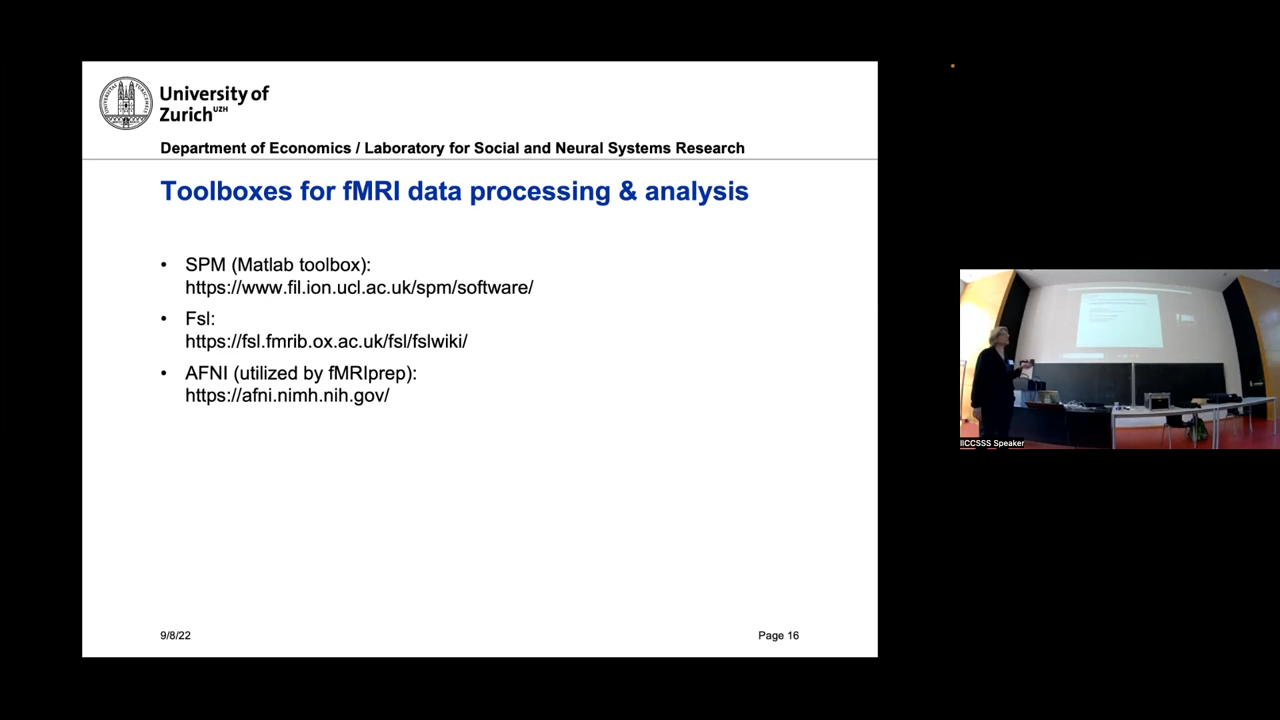 University of
Zurich UZH
Department of Economics / Laboratory for Social and Neural Systems Research
Toolboxes for fMRI data processing & analysis
• SPM (Matlab toolbox):
https://www.fil.ion.ucl.ac.uk/spm/software/
• Fsl:
https://fsl.fmrib.ox.ac.uk/fsl/fslwiki/
• AFNI (utilized by fMRIprep):
https://afni.nimh.nih.gov/
9/8/22
Page 16
IICCSSS Speaker